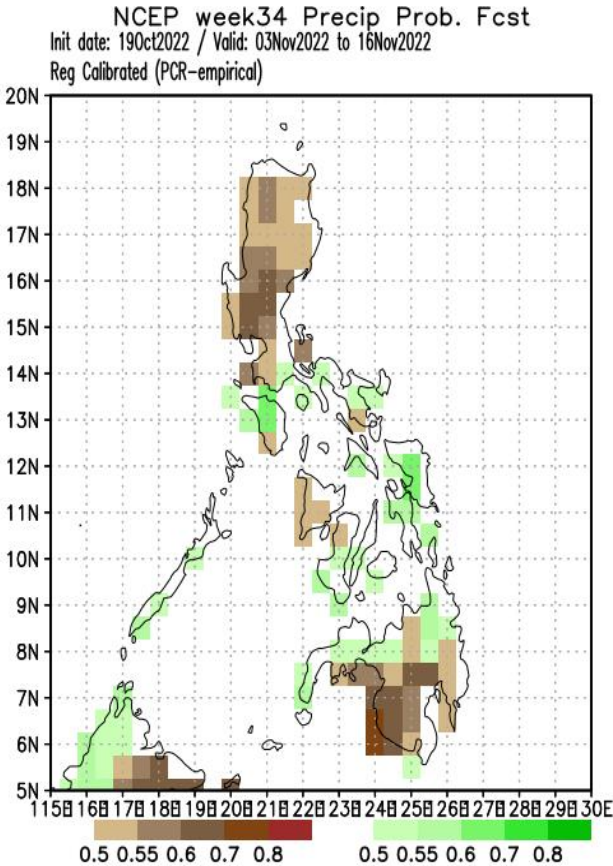 NCEP week34 Precip Prob. Fcst
Init date: 19Oct2022 / Valid: 03Nov2022 to 16Nov2022
Reg Calibrated (PCR-empirical)
20N
19N
18N
17N
16N
15N
14N
13N
12N
11N
10N
9N
8N
7N
6N
5N
115E 116E 117E 118E 119E 120E 121E 122E 123E 124E 125E 126E 127E 128E 129E 130E
0.5 0.55 0.6 0.7 0.8 0.5 0.55 0.6 0.7 0.8